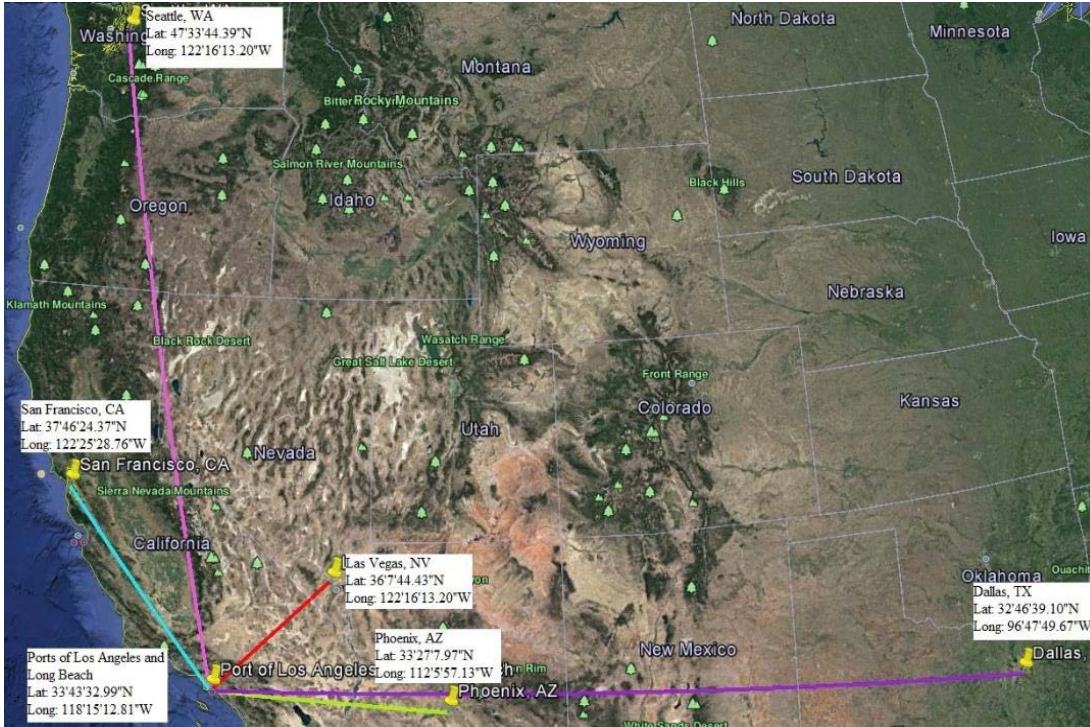 Seattle, WA
Lat: 47'33'44.39"N
Long: 122'16'13.20"W
Washing
North Dakota
Minnesota
Montana
Cascade Range
Bitter
Rocky Mountains
Salmon River Mountains
Idaho
Oregon
Black Hills
South Dakota
Wyoming
Iowa
Nebraska
Klamath Mountains
Black Rock Desert
Wasatch Range
Great Salt Lake Desert
Front Range
Colorado
Kansas
San Francisco, CA
Lat: 37'46'24.37"N
Long: 122'25'28.76"W
San Francisco, CA
Nevada
Utah
Sierra Nevada Mountains
California
Las Vegas, NV
Lat: 36'7'44.43"N
Long: 122'16'13.20"W
yon
Oklahoma
Ouachit
Dallas, TX
Lat: 32'46'39.10"N
Long: 96'47'49.67"W
Phoenix, AZ
Lat: 33'27'7.97"N
Long: 112'5'57.13"W
New Mexico
Ports of Los Angeles and
Long Beach
Lat: 33'43'32.99"N
Long: 118'15'12.81"W
Port of Los Angeles
ch
n Rim
Dallas,
Phoenix, AZ
White Sands Desert